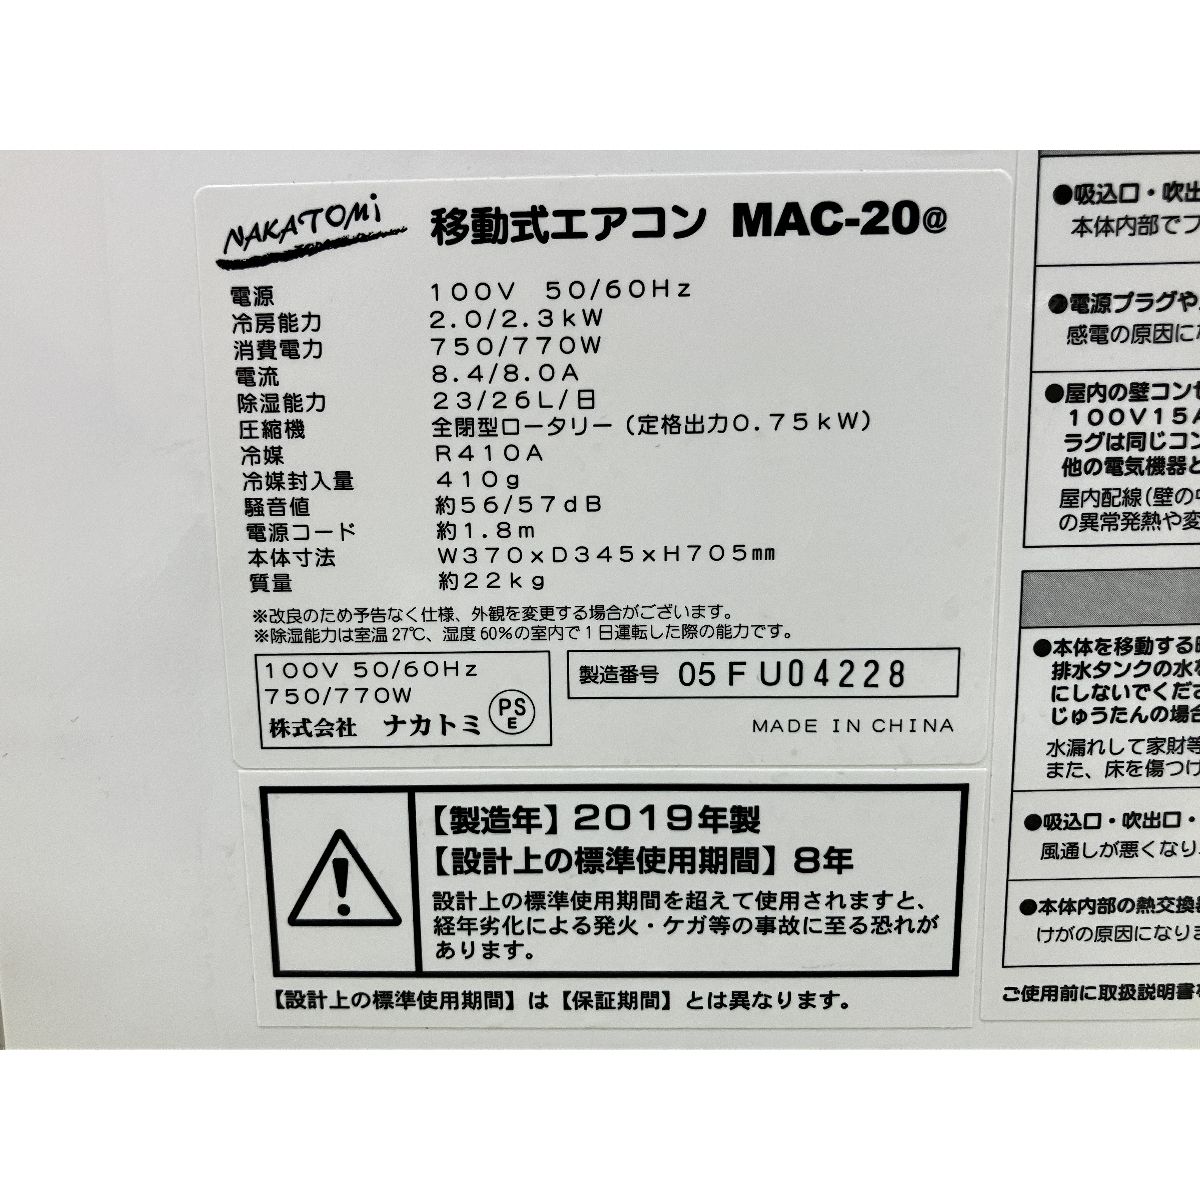 NAKATOMI 移動式エアコン MAC-20@
電源 100V 50/60Hz
冷房能力 2.0/2.3kW
消費電力 750/770W
電流 8.4/8.0A
除湿能力 23/26L/日
圧縮機 全閉型ロータリー(定格出力0.75kW)
冷媒 R410A
冷媒封入量 410g
騒音値 約56/57dB
電源コード 約1.8m
本体寸法 W370xD345xH705㎜
質量 約22kg
※改良のため予告なく仕様、外観を変更する場合がございます。
※除湿能力は室温27℃、湿度60%の室内で1日運転した際の能力です。
100V 50/60Hz
750/770W
株式会社 ナカトミ
PS
E
製造番号 05FU04228
MADE IN CHINA
【製造年】2019年製
【設計上の標準使用期間】8年
設計上の標準使用期間を超えて使用されますと、
経年劣化による発火・ケガ等の事故に至る恐れが
あります。
【設計上の標準使用期間】は【保証期間】とは異なります。
●吸込口・吹出
本体内部でフ
●電源プラグや
感電の原因に
●屋内の壁コンセ
100V15A
ラグは同じコン
他の電気機器と
屋内配線(壁の中
の異常発熱や変
●本体を移動する
排水タンクの水を
にしないでくださ
じゅうたんの場合
水漏れして家財等
また、床を傷つけ
●吸込口・吹出口・
風通しが悪くなり
●本体内部の熱交換器
けがの原因になりま
ご使用前に取扱説明書を